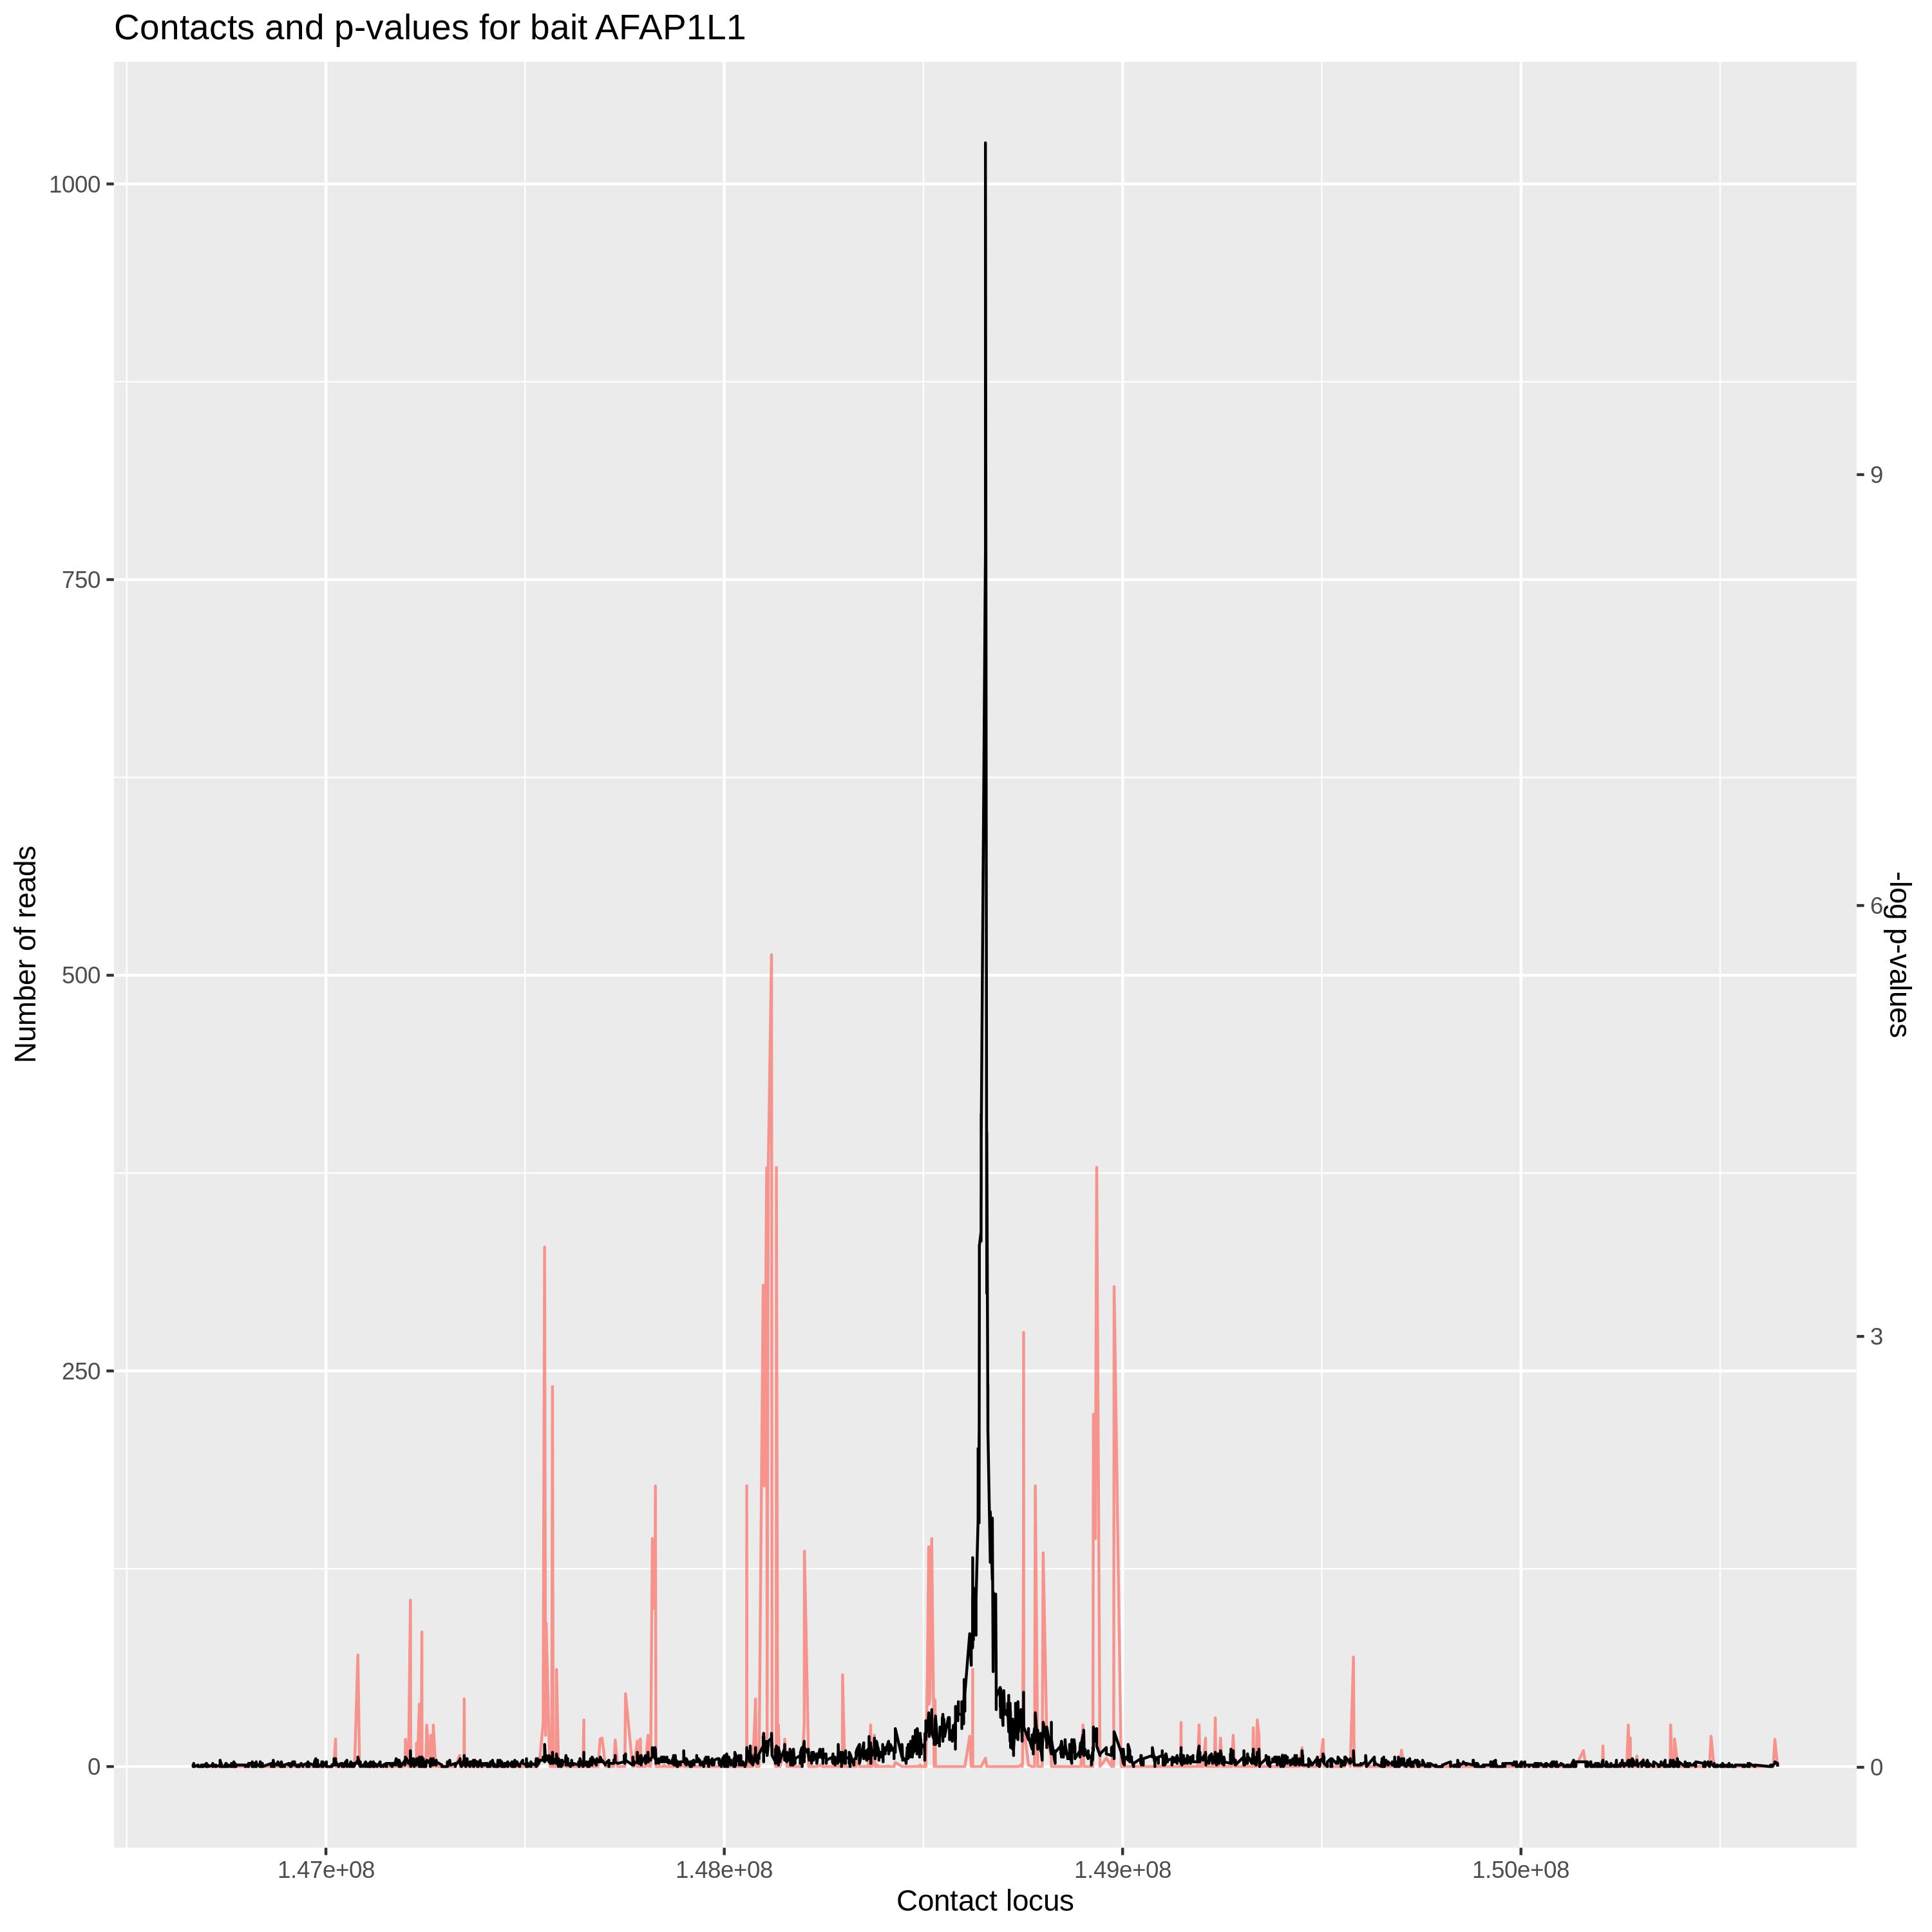 Contacts and p-values for bait AFAP1L1
1000
750
500
250
0
Number of reads
9
6
3
0
-log p-values
1.47e+08
1.48e+08
1.49e+08
1.50e+08
Contact locus